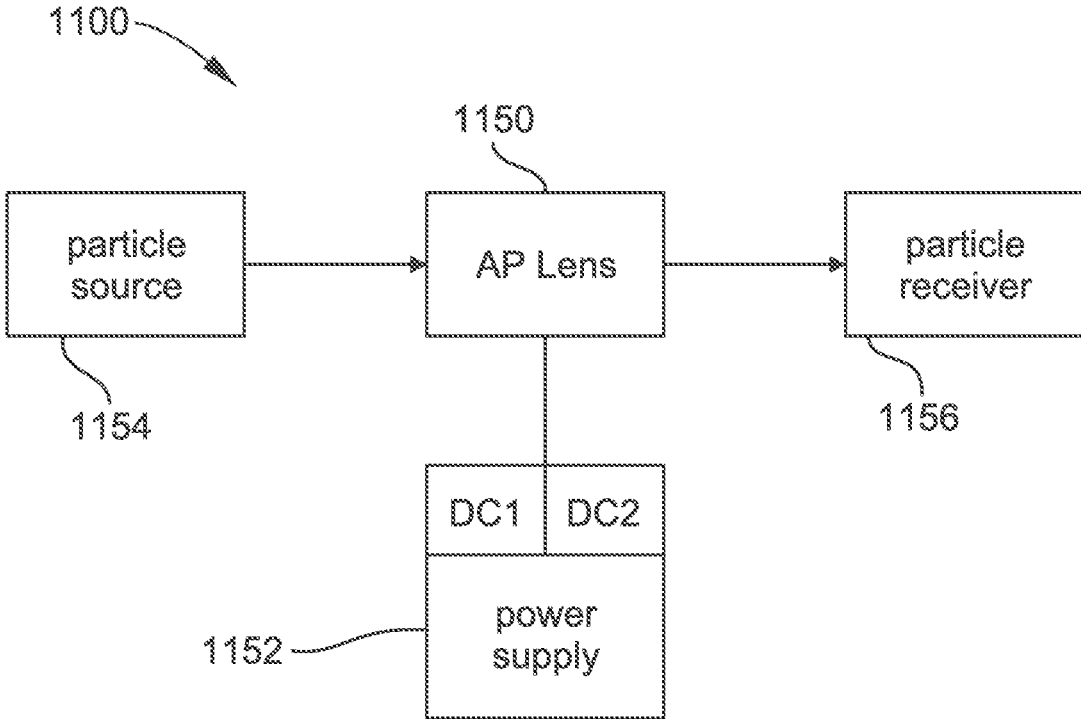 1100
1150
particle
source
AP Lens
particle
receiver
1154
1156
DC1
DC2
power
supply
1152